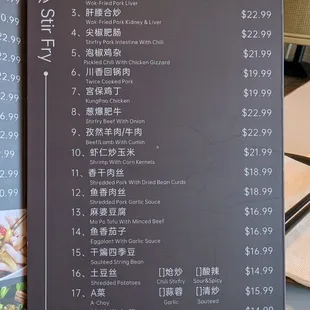 Stir Fry
Wok-Fried Pork Liver
3、肝腰合炒 $22.99
Wok-Fried Pork Kidney & Liver
4、尖椒肥肠 $22.99
Stirfry Pork Intestine With Chili
5、泡椒鸡杂 $21.99
Pickled Chili With Chicken Gizzard
6、川香回锅肉 $19.99
Twice Cooked Pork
7、宫保鸡丁 $19.99
KungPao Chicken
8、葱爆肥牛 $22.99
Stirfry Beef With Onion
9、孜然羊肉/牛肉 $22.99
Beef/Lamb With Cumin
10、虾仁炒玉米 $21.99
Shrimp With Corn Kernels
11、香干肉丝 $18.99
Shredded Pork With Dried Bean Curds
12、鱼香肉丝 $18.99
Shredded Pork Garlic Sauce
13、麻婆豆腐 $16.99
Ma Po Tofu With Minced Beef
14、鱼香茄子 $16.99
Eggplant With Garlic Sauce
15、干煸四季豆 $16.99
Sauteed String Bean
16、土豆丝 []炝炒 []酸辣 $14.99
Shredded Potatoes Chili Stirfry Sour&Spicy
17、A菜 []蒜蓉 []清炒 $15.99
A-Choy Garlic Sauteed